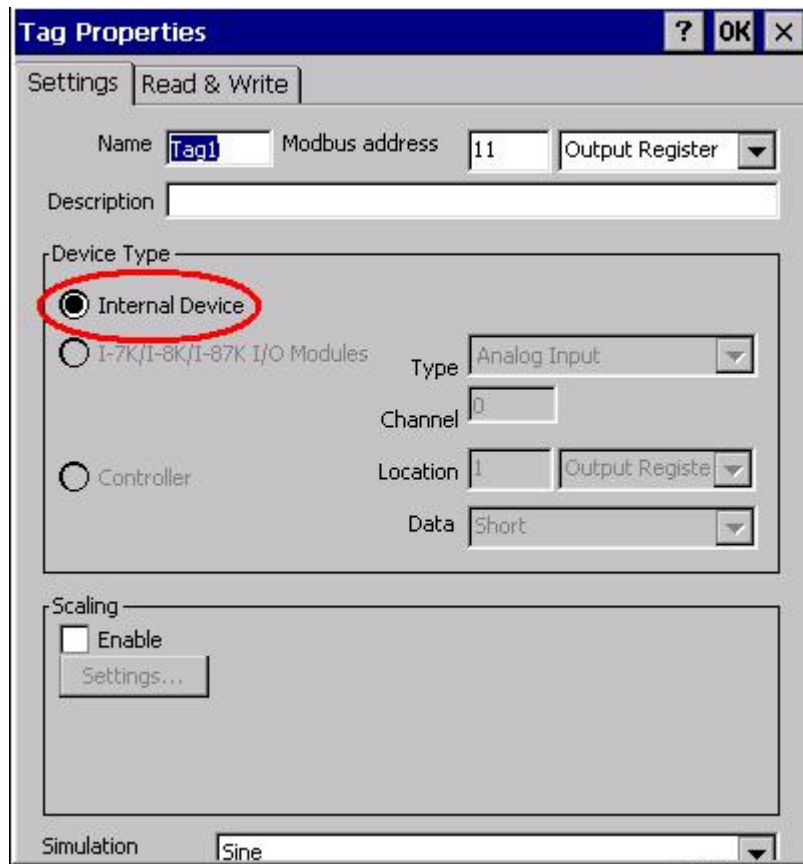 Tag Properties ? OK ×
Settings Read & Write
Name Tag1 Modbus address 11 Output Register
Description
Device Type
Internal Device
I-7K/I-8K/I-87K I/O Modules Type Analog Input
Channel 0
Controller Location 1 Output Registe
Data Short
Scaling
Enable
Settings...
Simulation Sine